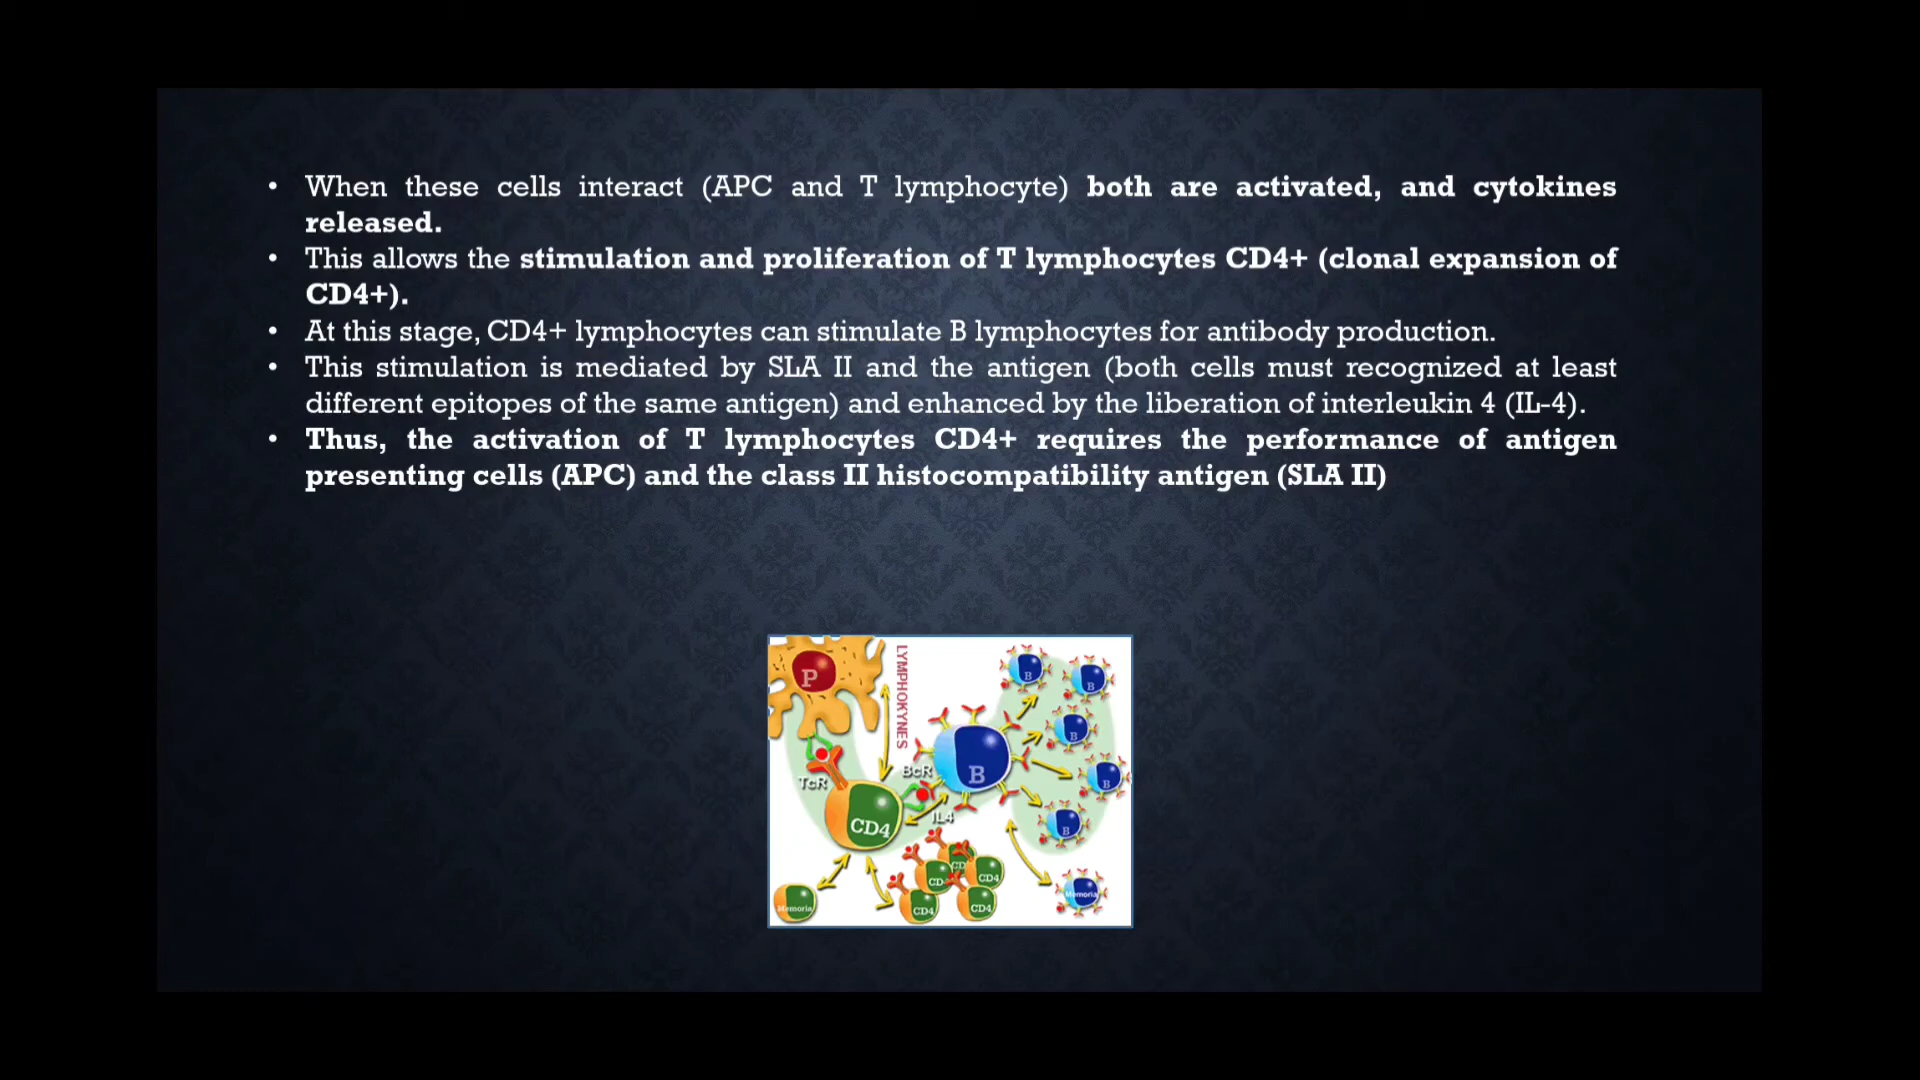 • When these cells interact (APC and T lymphocyte) both are activated, and cytokines
released.
• This allows the stimulation and proliferation of T lymphocytes CD4+ (clonal expansion of
CD4+).
• At this stage, CD4+ lymphocytes can stimulate B lymphocytes for antibody production.
• This stimulation is mediated by SLA II and the antigen (both cells must recognized at least
different epitopes of the same antigen) and enhanced by the liberation of interleukin 4 (IL-4).
• Thus, the activation of T lymphocytes CD4+ requires the performance of antigen
presenting cells (APC) and the class II histocompatibility antigen (SLA II)
P
LYMPHOKYNES
B
B
B
B
TcR
BcR
B
CD4
IL4
B
CD
CD4
CD4
Memoria
CD4
CD4
Memoria